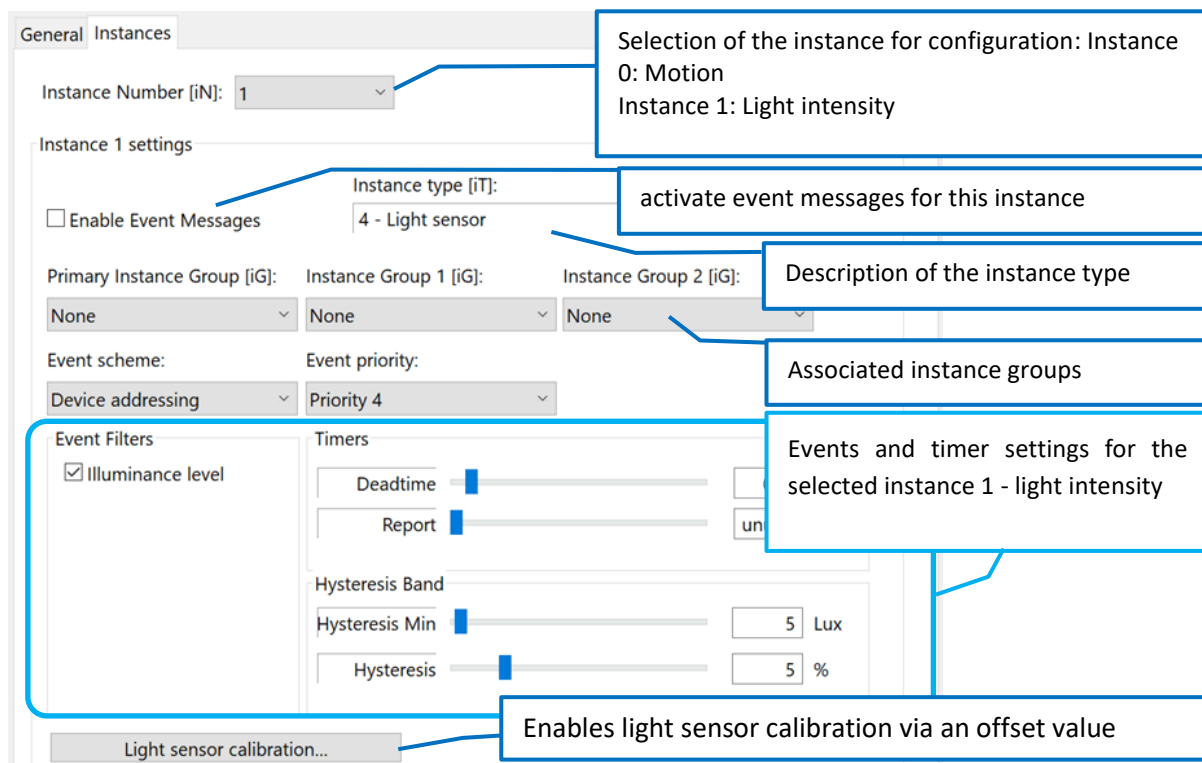 General Instances
Selection of the instance for configuration: Instance
0: Motion
Instance 1: Light intensity
Instance Number [iN]: 1
Instance 1 settings
Instance type [iT]:
activate event messages for this instance
Enable Event Messages
4 - Light sensor
Description of the instance type
Primary Instance Group [iG]: Instance Group 1 [iG]: Instance Group 2 [iG]:
None None None
Associated instance groups
Event scheme: Event priority:
Device addressing Priority 4
Events and timer settings for the
selected instance 1 - light intensity
Event Filters Timers
Illuminance level
Deadtime
Report
Hysteresis Band
Hysteresis Min 5 Lux
Hysteresis 5 %
Enables light sensor calibration via an offset value
Light sensor calibration...